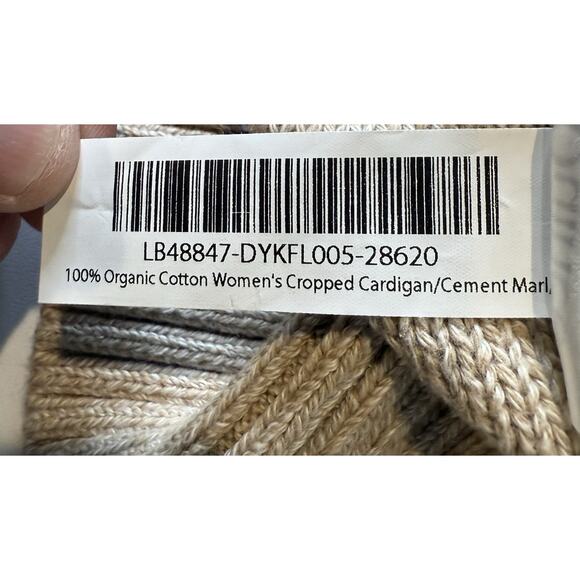 LB48847-DYKFL005-28620
100% Organic Cotton Women's Cropped Cardigan/Cement Marl,